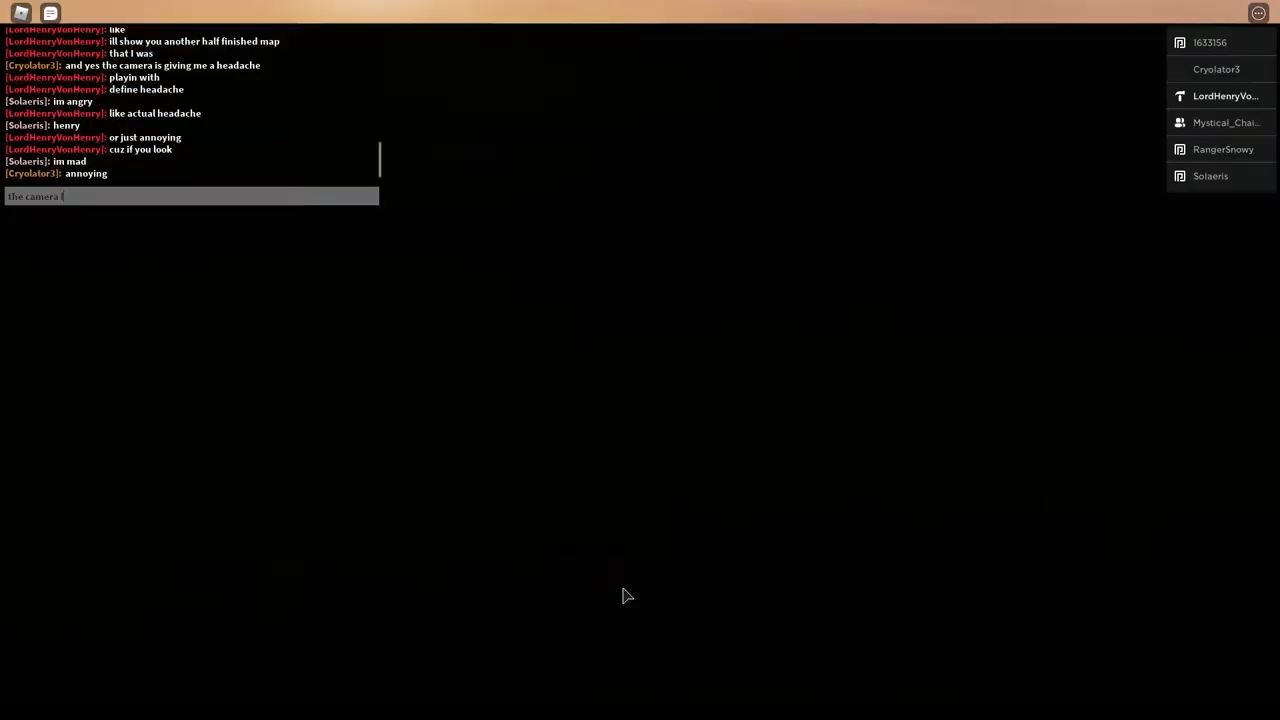 [LordHenryVonHenry]: like
[LordHenryVonHenry]: ill show you another half finished map
[LordHenryVonHenry]: that I was
[Cryolator3]: and yes the camera is giving me a headache
[LordHenryVonHenry]: playin with
[LordHenryVonHenry]: define headache
[Solaeris]: im angry
[LordHenryVonHenry]: like actual headache
[Solaeris]: henry
[LordHenryVonHenry]: or just annoying
[LordHenryVonHenry]: cuz if you look
[Solaeris]: im mad
[Cryolator3]: annoying
the camera f
1633156
Cryolator3
LordHenryVo...
Mystical_Chai...
RangerSnowy
Solaeris